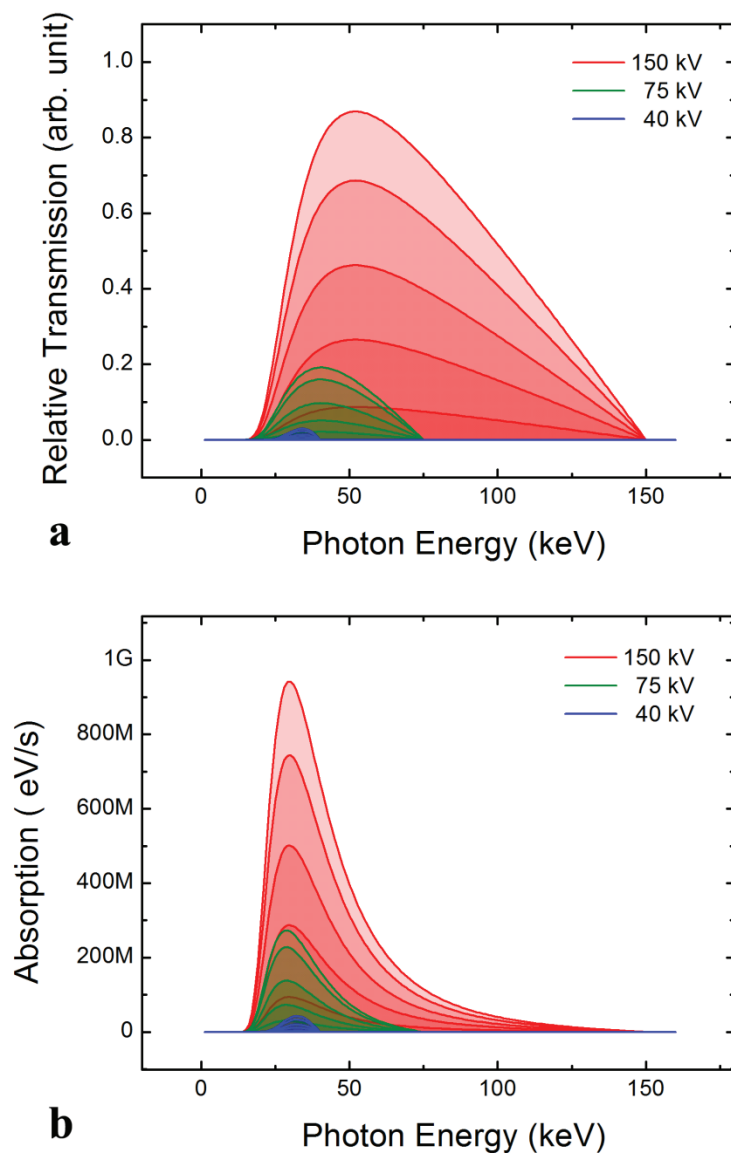 Relative Transmission (arb. unit)
1.0
0.8
0.6
0.4
0.2
0.0
150 kV
75 kV
40 kV
0
50
100
150
Photon Energy (keV)
a
Absorption ( eV/s)
1G
800M
600M
400M
200M
0
150 kV
75 kV
40 kV
0
50
100
150
Photon Energy (keV)
b